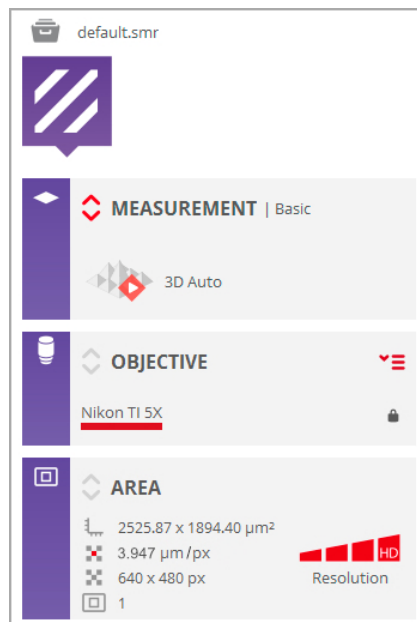 default.smr
MEASUREMENT | Basic
3D Auto
OBJECTIVE
Nikon TI 5X
AREA
2525.87 x 1894.40 µm²
3.947 µm/px
HD
640 x 480 px
Resolution
1